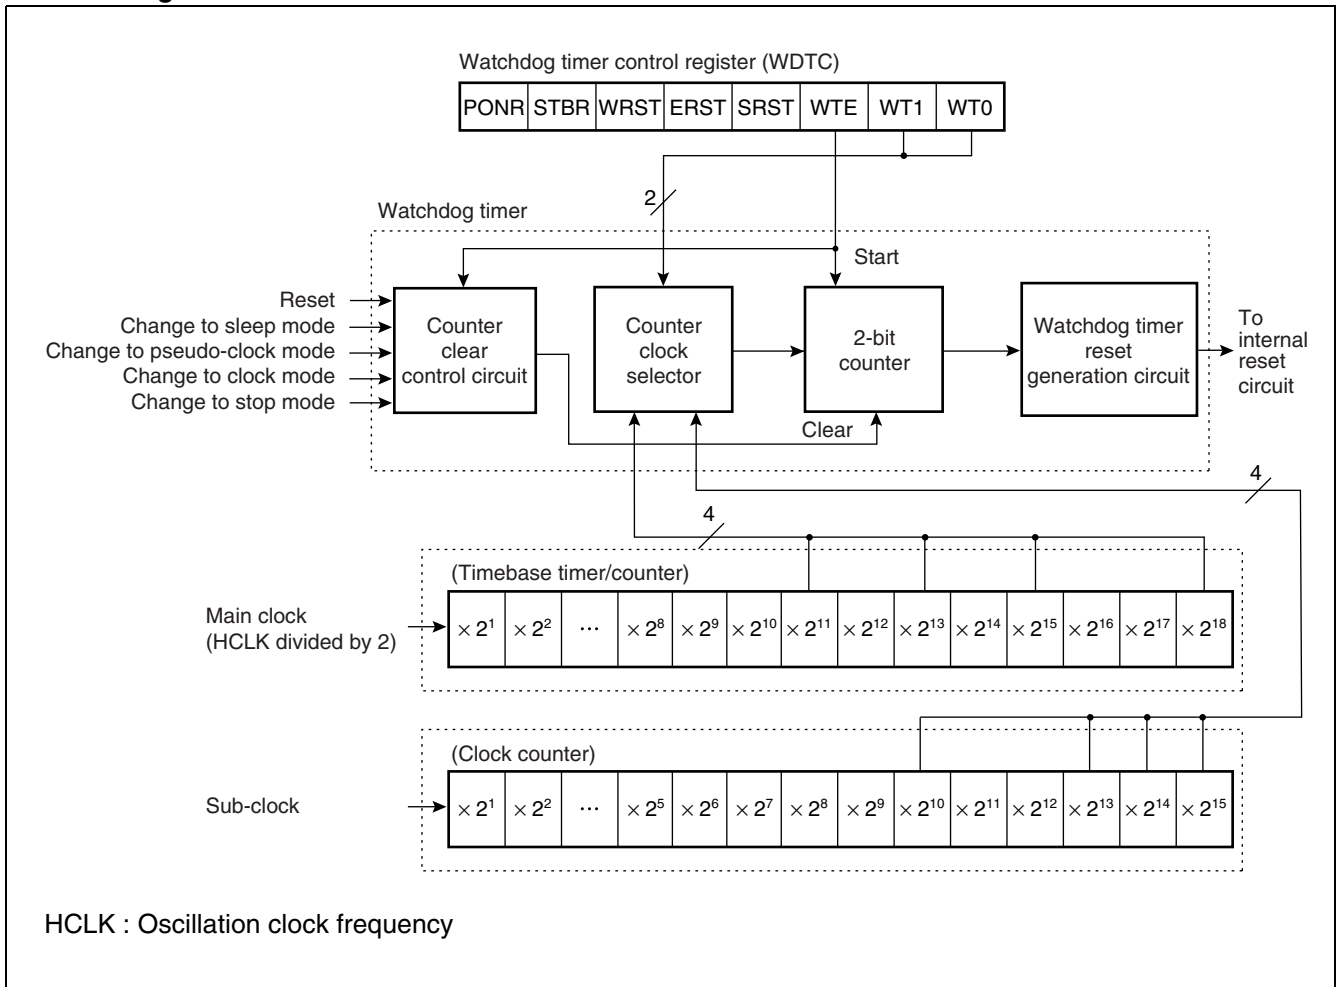 Watchdog timer control register (WDTC)
PONR STBR WRST ERST SRST WTE WT1 WT0
2
Watchdog timer
Start
Reset
Change to sleep mode
Change to pseudo-clock mode
Change to clock mode
Change to stop mode
Counter
clear
control circuit
Counter
clock
selector
2-bit
counter
Watchdog timer
reset
generation circuit
To
internal
reset
circuit
Clear
4
4
(Timebase timer/counter)
Main clock
(HCLK divided by 2)
× 2¹ × 2² ... × 2⁸ × 2⁹ × 2¹⁰ × 2¹¹ × 2¹² × 2¹³ × 2¹⁴ × 2¹⁵ × 2¹⁶ × 2¹⁷ × 2¹⁸
(Clock counter)
Sub-clock
× 2¹ × 2² ... × 2⁵ × 2⁶ × 2⁷ × 2⁸ × 2⁹ × 2¹⁰ × 2¹¹ × 2¹² × 2¹³ × 2¹⁴ × 2¹⁵
HCLK : Oscillation clock frequency